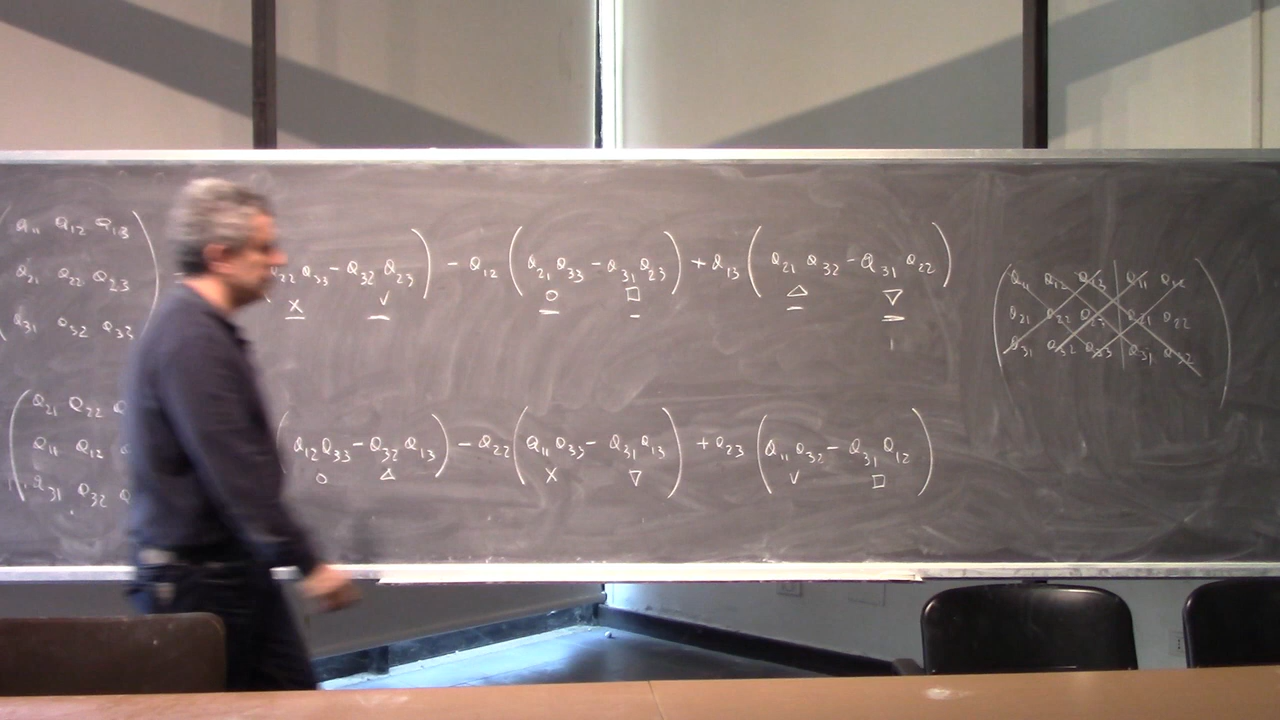 a₁₁ a₁₂ a₁₃
a₂₁ a₂₂ a₂₃
a₃₁ a₃₂ a₃₃
a₂₂ a₃₃ - a₃₂ a₂₃) - a₁₂ (a₂₁ a₃₃ - a₃₁ a₂₃) + a₁₃ (a₂₁ a₃₂ - a₃₁ a₂₂)
× ✓ ○ □ △ ▽
a₁₁ a₁₂ a₁₃ | a₁₁ a₁₂
a₂₁ a₂₂ a₂₃ | a₂₁ a₂₂
a₃₁ a₃₂ a₃₃ | a₃₁ a₃₂
a₂₁ a₂₂
a₁₁ a₁₂
a₃₁ a₃₂
(a₁₂ a₃₃ - a₃₂ a₁₃) - a₂₂ (a₁₁ a₃₃ - a₃₁ a₁₃) + a₂₃ (a₁₁ a₃₂ - a₃₁ a₁₂)
○ △ × ▽ ✓ □